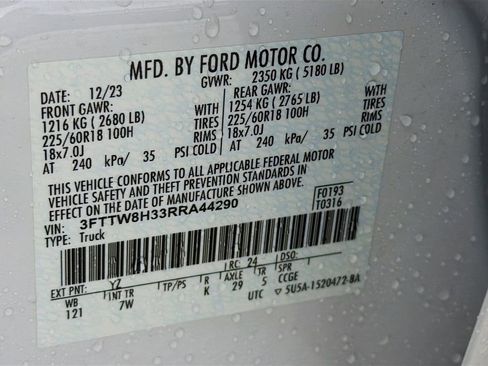 MFD. BY FORD MOTOR CO.
DATE: 12/23 GVWR: 2350 KG ( 5180 LB)
FRONT GAWR: REAR GAWR:
1216 KG ( 2680 LB) WITH 1254 KG ( 2765 LB) WITH
225/60R18 100H TIRES 225/60R18 100H TIRES
18x7.0J RIMS 18x7.0J RIMS
AT 240 kPa/ 35 PSI COLD AT 240 kPa/ 35 PSI COLD
THIS VEHICLE CONFORMS TO ALL APPLICABLE FEDERAL MOTOR
VEHICLE SAFETY AND THEFT PREVENTION STANDARDS IN
EFFECT ON THE DATE OF MANUFACTURE SHOWN ABOVE.
VIN: 3FTTW8H33RRA44290 F0193
TYPE: Truck T0316
EXT PNT: YZ RC: 24 DSO:
WB INT TR TP/PS R AXLE TR SPR
121 7W K 29 5 CCGE
UTC ▽ 5U5A-1520472-BA